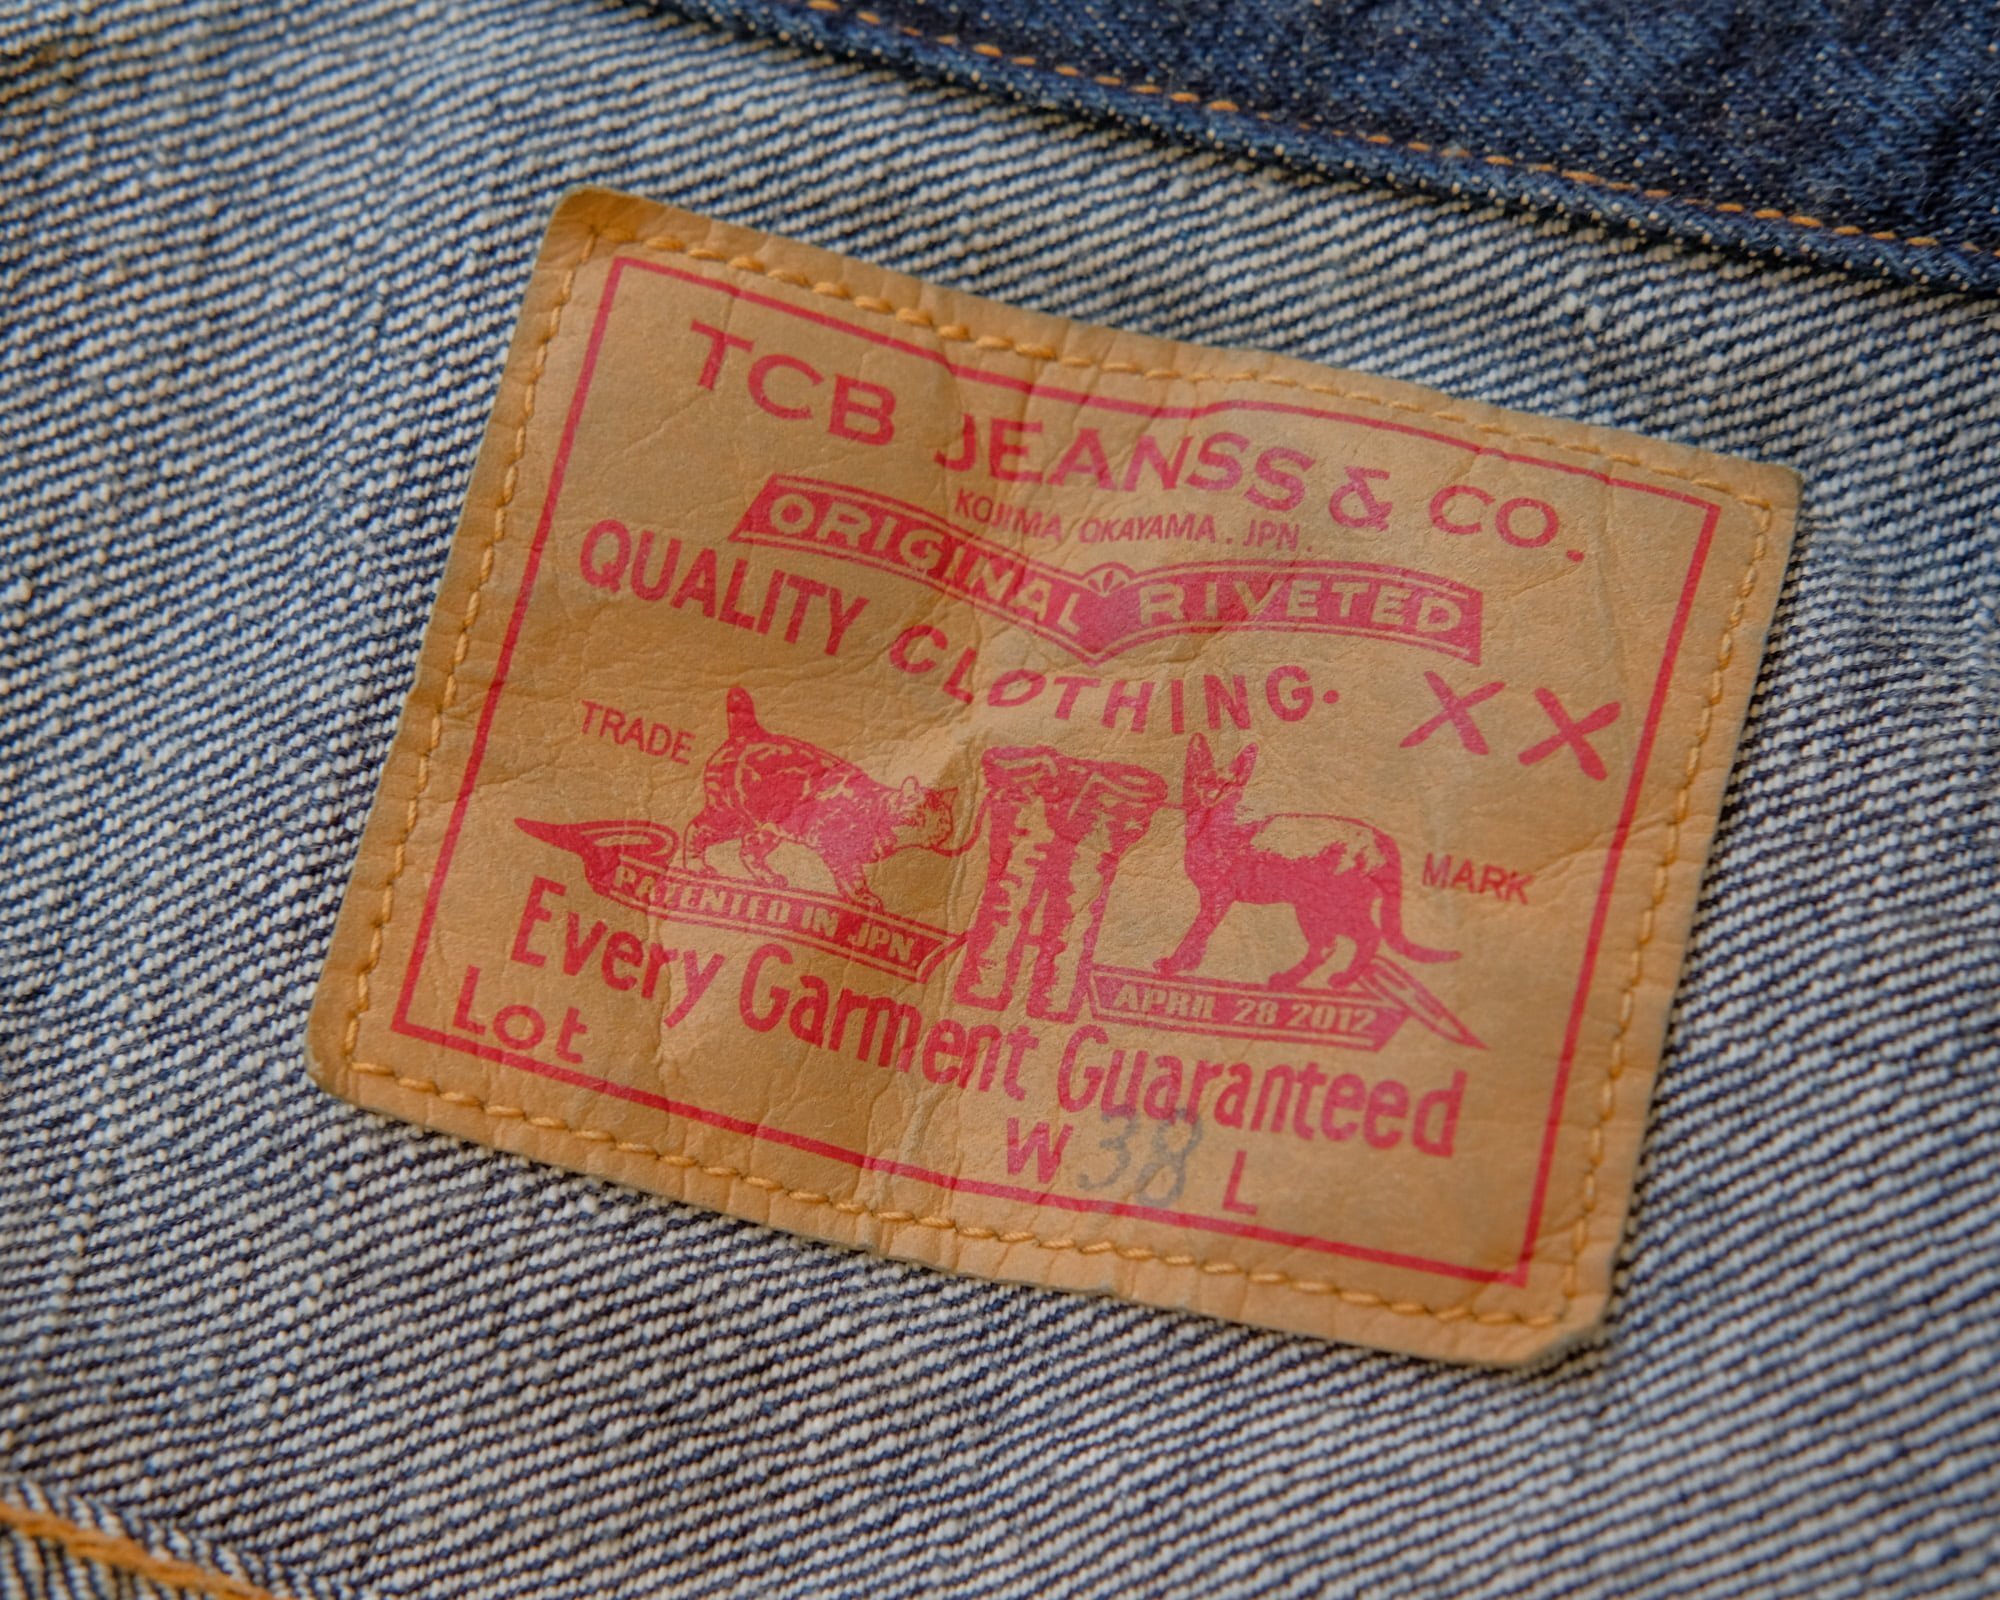 TCB JEANSS & CO.
KOJIMA OKAYAMA. JPN.
ORIGINAL RIVETED
QUALITY CLOTHING.
XX
TRADE
MARK
PATENTED IN JPN.
APRIL 28 2012
Every Garment Guaranteed
Lot
W 38 L